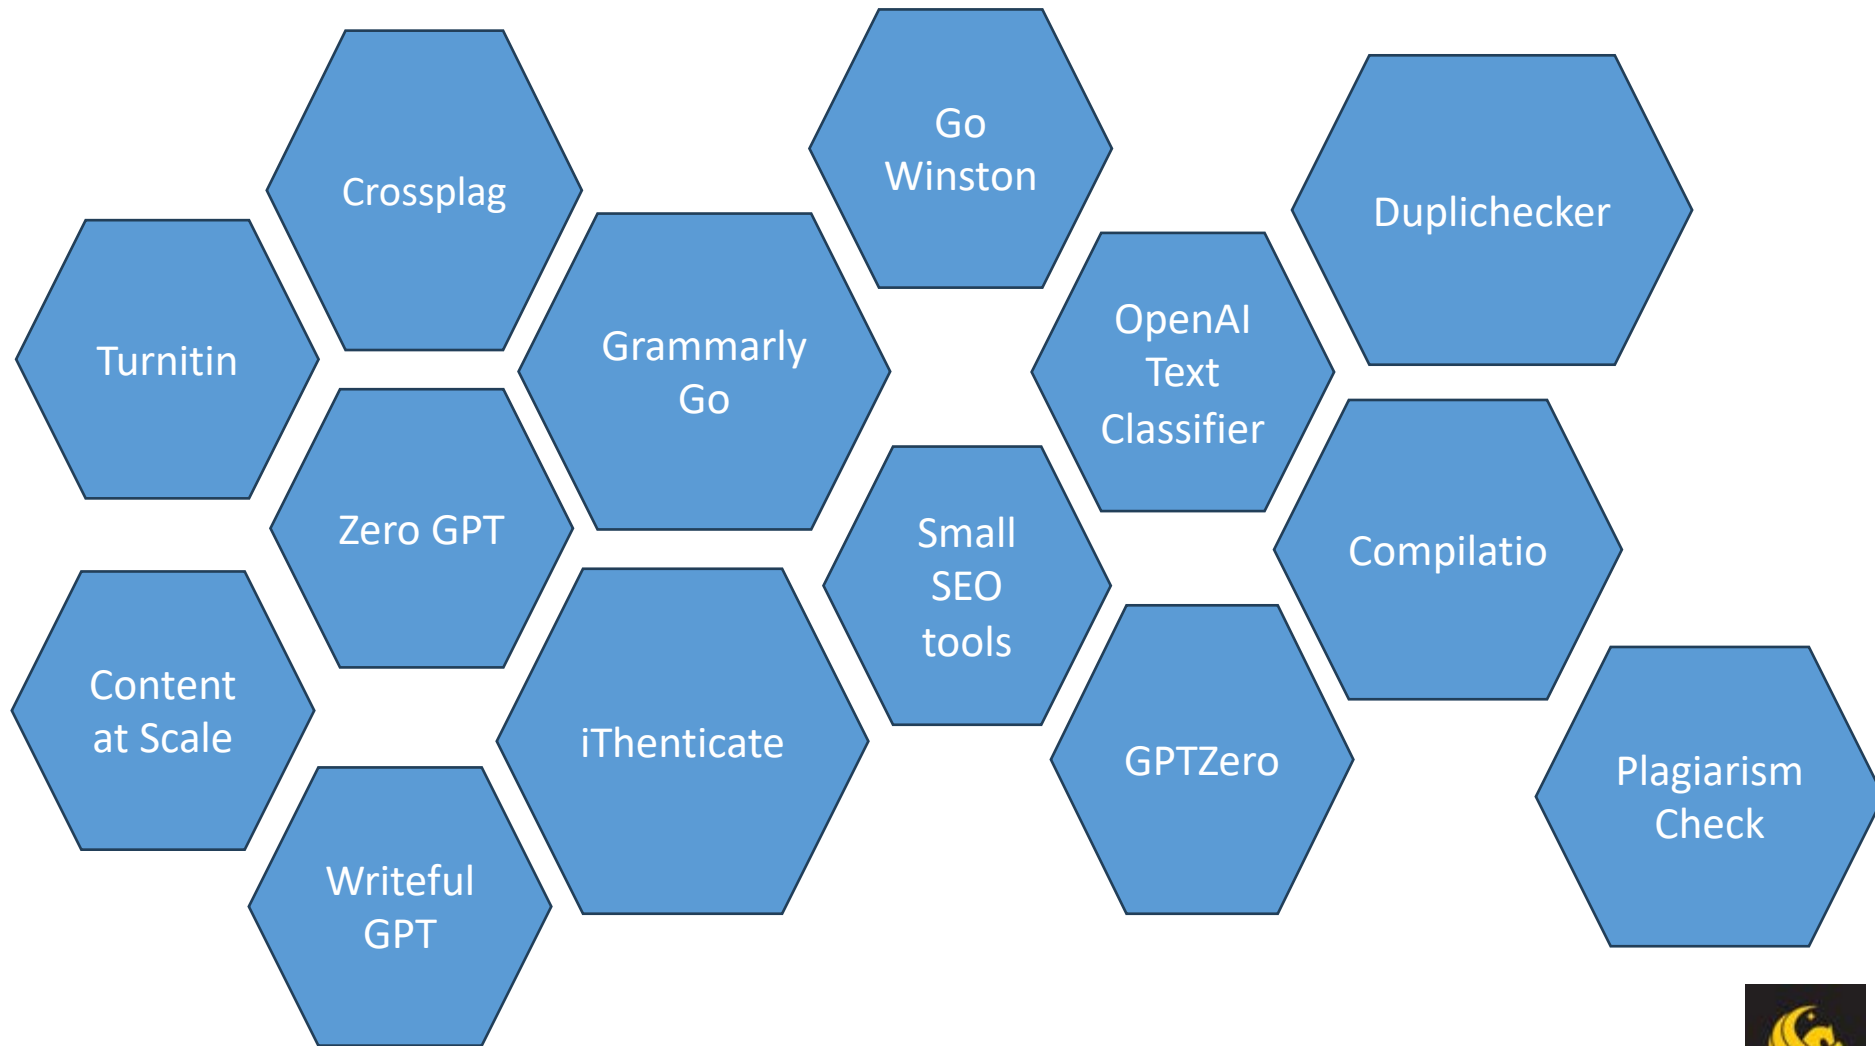 Crossplag
Go
Winston
Duplichecker
Turnitin
Grammarly
Go
OpenAI
Text
Classifier
Zero GPT
Small
SEO
tools
Compilatio
Content
at Scale
iThenticate
GPTZero
Plagiarism
Check
Writeful
GPT